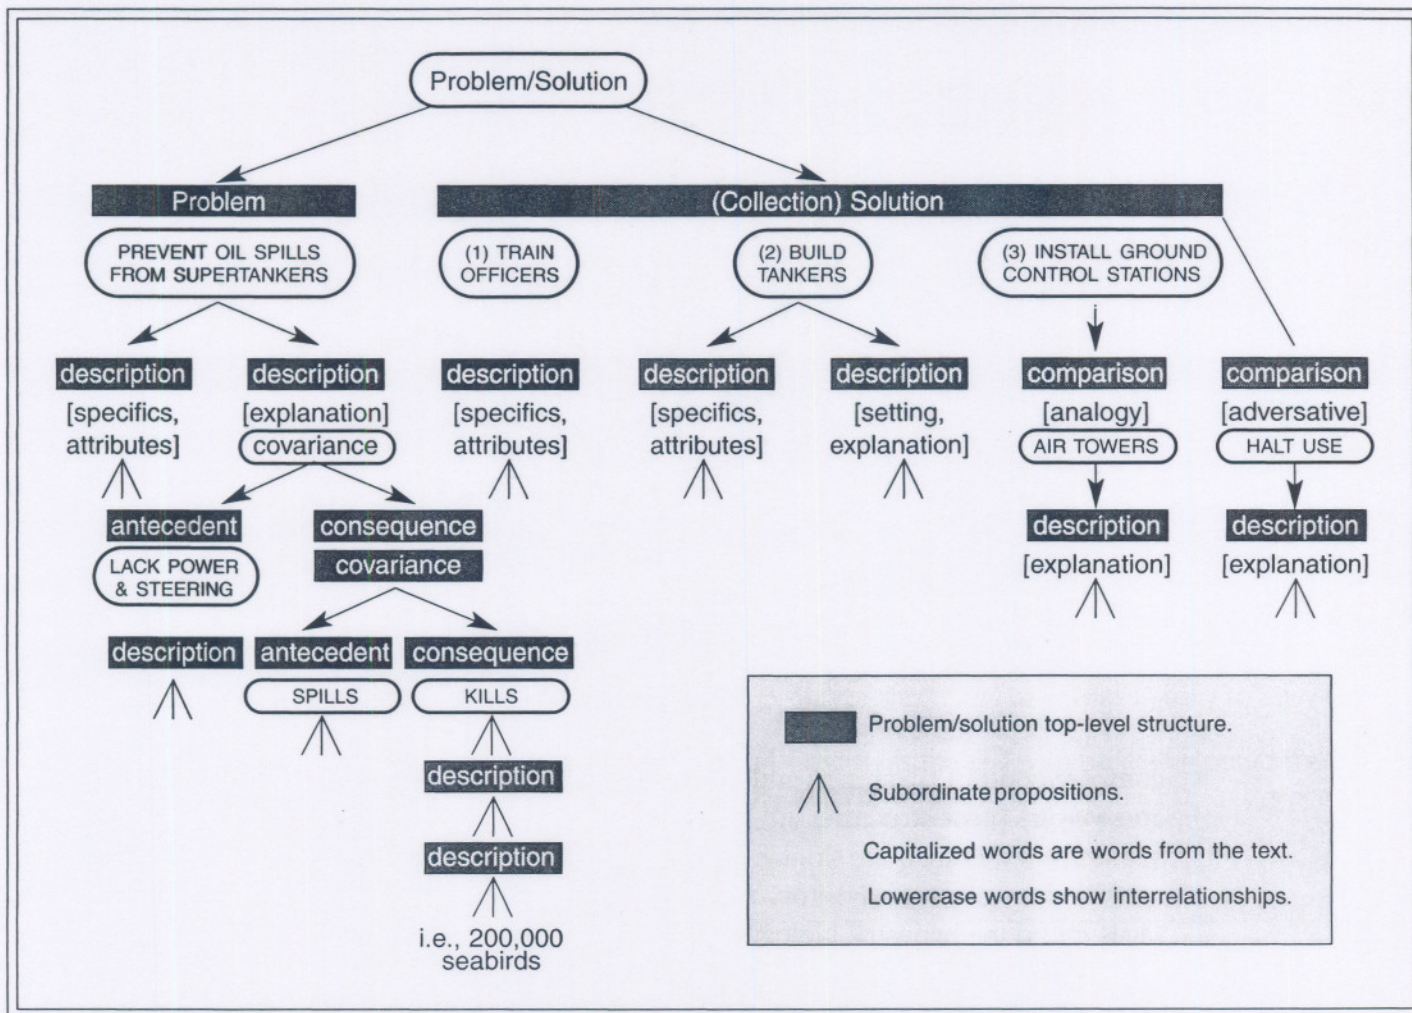 Problem/Solution
Problem
(Collection) Solution
PREVENT OIL SPILLS
FROM SUPERTANKERS
(1) TRAIN
OFFICERS
(2) BUILD
TANKERS
(3) INSTALL GROUND
CONTROL STATIONS
description
[specifics,
attributes]
description
[explanation]
covariance
description
[specifics,
attributes]
description
[specifics,
attributes]
description
[setting,
explanation]
comparison
[analogy]
AIR TOWERS
comparison
[adversative]
HALT USE
antecedent
LACK POWER
& STEERING
consequence
covariance
description
[explanation]
description
[explanation]
description
antecedent
SPILLS
consequence
KILLS
description
description
i.e., 200,000
seabirds
Problem/solution top-level structure.
Subordinate propositions.
Capitalized words are words from the text.
Lowercase words show interrelationships.